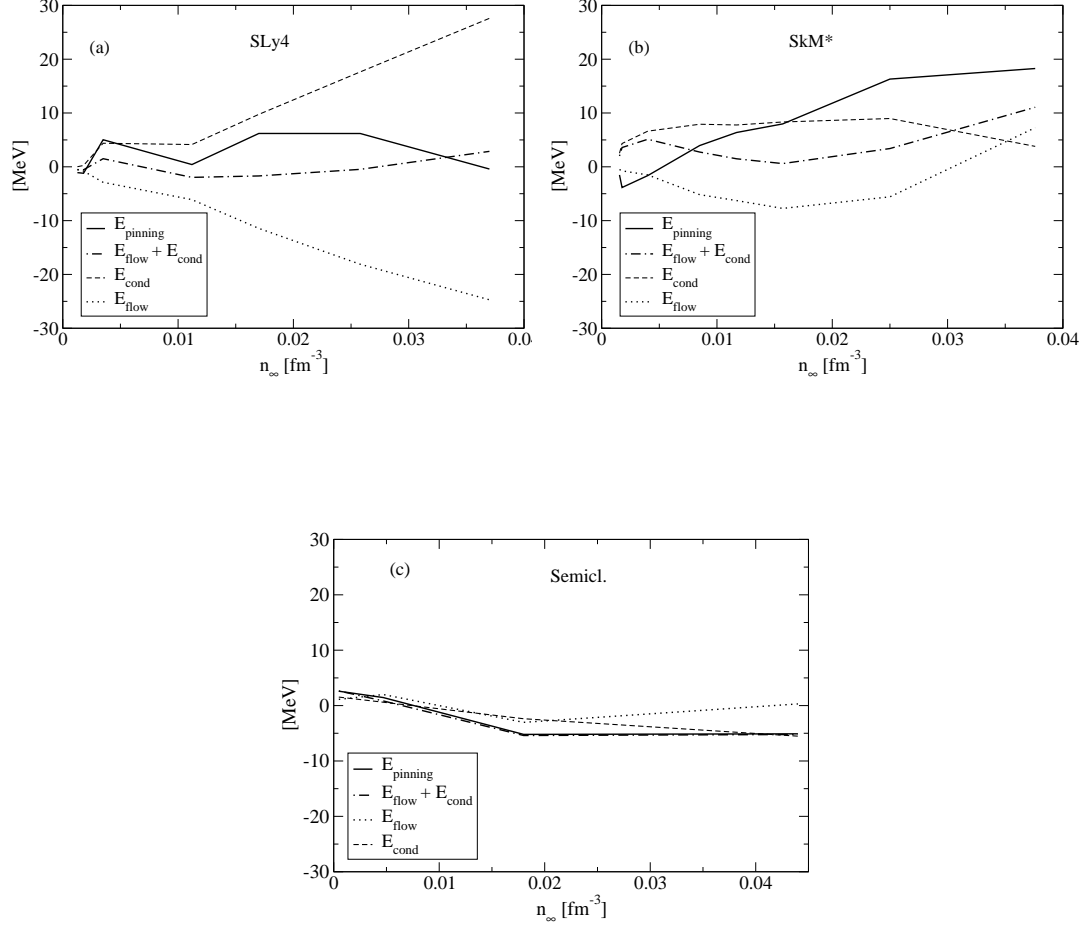 (a)
SLy4
30
20
10
0
-10
-20
-30
[MeV]
E_pinning
E_flow + E_cond
E_cond
E_flow
0 0.01 0.02 0.03 0.0
n_∞ [fm^-3]
(b)
SkM*
30
20
10
0
-10
-20
-30
[MeV]
E_pinning
E_flow + E_cond
E_cond
E_flow
0 0.01 0.02 0.03 0.04
n_∞ [fm^-3]
(c)
Semicl.
30
20
10
0
-10
-20
-30
[MeV]
E_pinning
E_flow + E_cond
E_flow
E_cond
0 0.01 0.02 0.03 0.04
n_∞ [fm^-3]